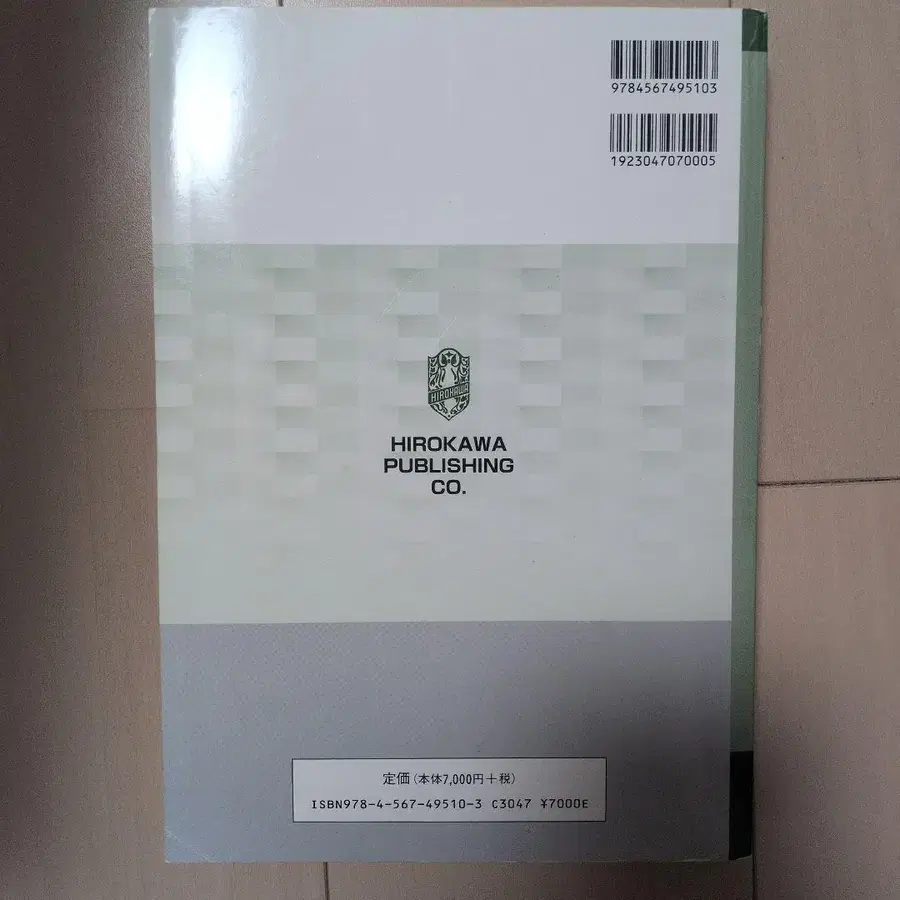 9784567495103
1923047070005
HIROKAWA
HIROKAWA
PUBLISHING
CO.
定価（本体7,000円＋税）
ISBN978-4-567-49510-3 C3047 ¥7000E